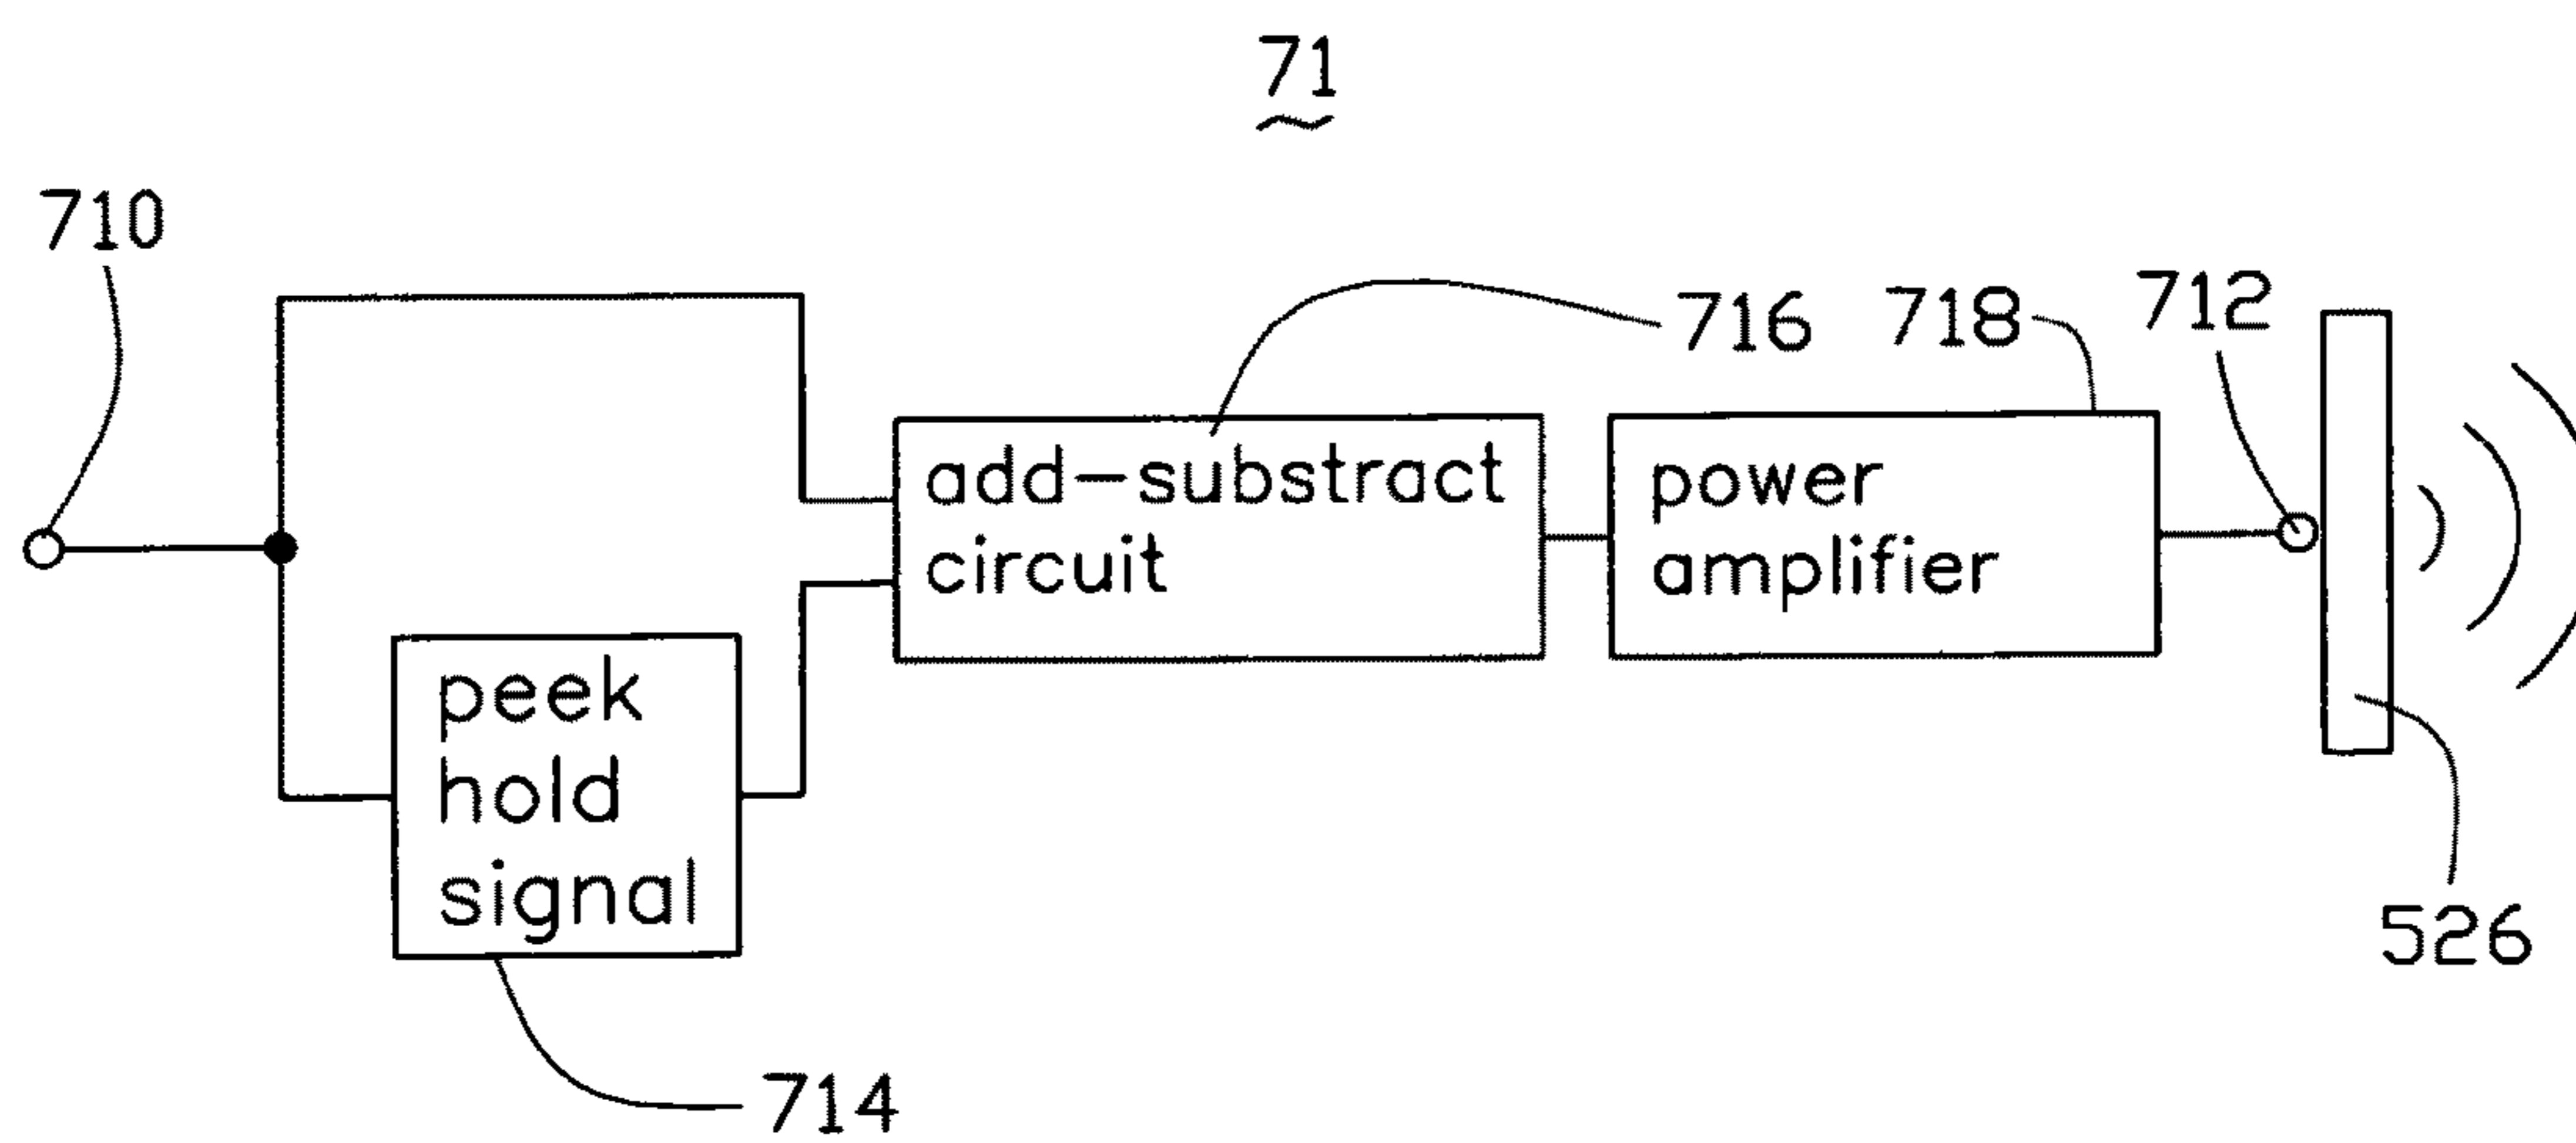 71
710
716
718
712
add-substract
circuit
power
amplifier
peek
hold
signal
526
714